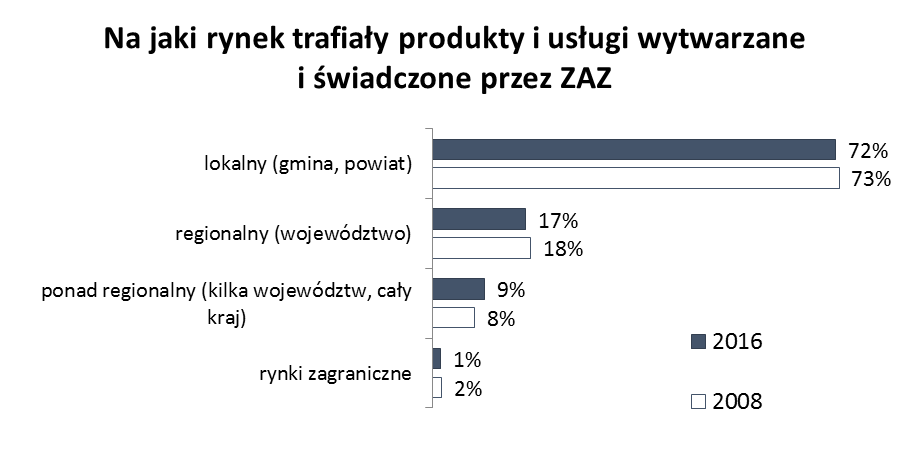 Na jaki rynek trafiały produkty i usługi wytwarzane
i świadczone przez ZAZ
lokalny (gmina, powiat)
72%
73%
regionalny (województwo)
17%
18%
ponad regionalny (kilka województw, cały
kraj)
9%
8%
rynki zagraniczne
1%
2%
2016
2008